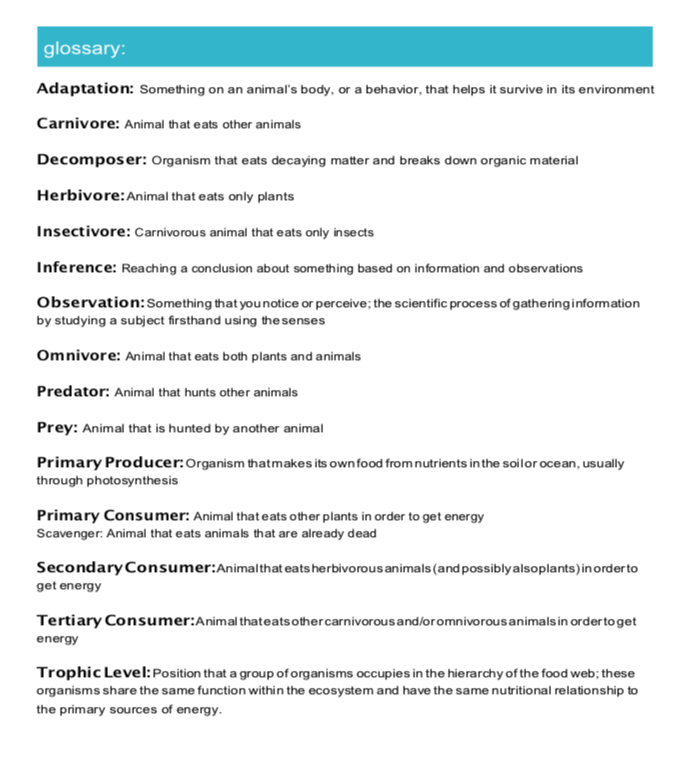 glossary:
Adaptation: Something on an animal's body, or a behavior, that helps it survive in its environment
Carnivore: Animal that eats other animals
Decomposer: Organism that eats decaying matter and breaks down organic material
Herbivore: Animal that eats only plants
Insectivore: Carnivorous animal that eats only insects
Inference: Reaching a conclusion about something based on information and observations
Observation: Something that you notice or perceive; the scientific process of gathering information
by studying a subject firsthand using the senses
Omnivore: Animal that eats both plants and animals
Predator: Animal that hunts other animals
Prey: Animal that is hunted by another animal
Primary Producer: Organism that makes its own food from nutrients in the soil or ocean, usually
through photosynthesis
Primary Consumer: Animal that eats other plants in order to get energy
Scavenger: Animal that eats animals that are already dead
Secondary Consumer: Animal that eats herbivorous animals (and possibly also plants) in order to
get energy
Tertiary Consumer: Animal that eats other carnivorous and/or omnivorous animals in order to get
energy
Trophic Level: Position that a group of organisms occupies in the hierarchy of the food web; these
organisms share the same function within the ecosystem and have the same nutritional relationship to
the primary sources of energy.